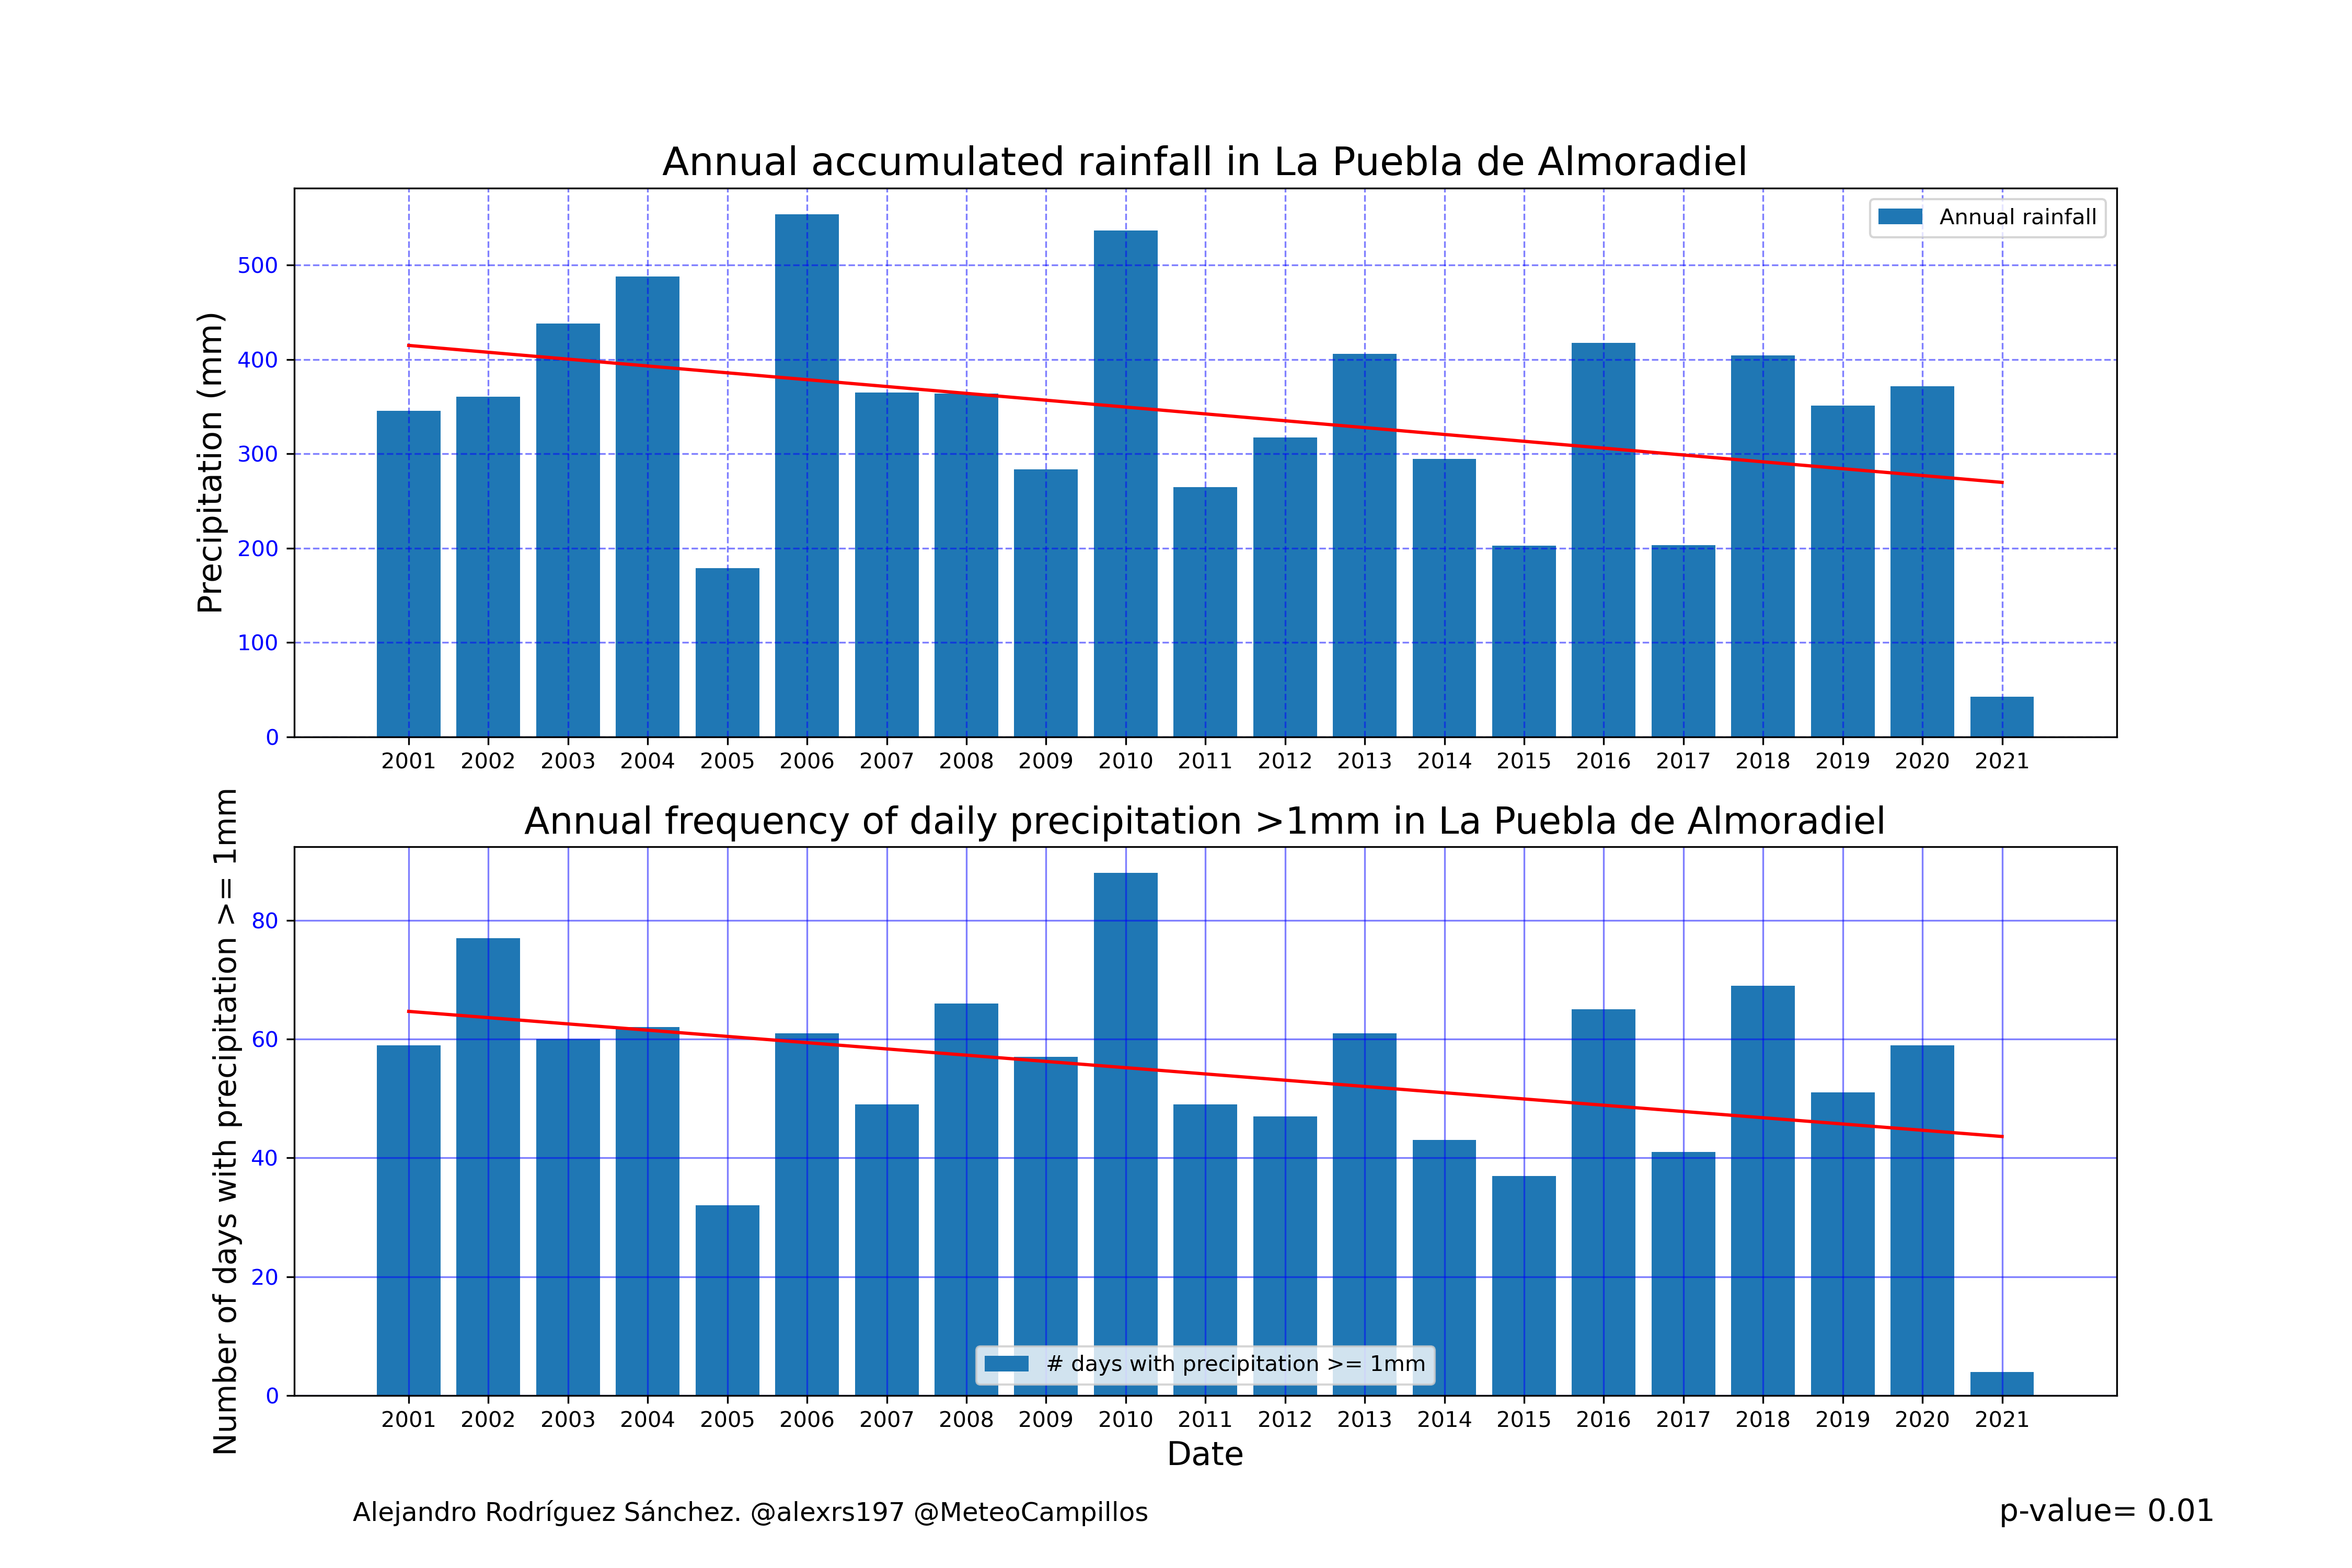 Annual accumulated rainfall in La Puebla de Almoradiel
Precipitation (mm)
500
400
300
200
100
0
Annual rainfall
2001 2002 2003 2004 2005 2006 2007 2008 2009 2010 2011 2012 2013 2014 2015 2016 2017 2018 2019 2020 2021
Annual frequency of daily precipitation >1mm in La Puebla de Almoradiel
Number of days with precipitation >= 1mm
80
60
40
20
0
# days with precipitation >= 1mm
2001 2002 2003 2004 2005 2006 2007 2008 2009 2010 2011 2012 2013 2014 2015 2016 2017 2018 2019 2020 2021
Date
Alejandro Rodríguez Sánchez. @alexrs197 @MeteoCampillos
p-value= 0.01